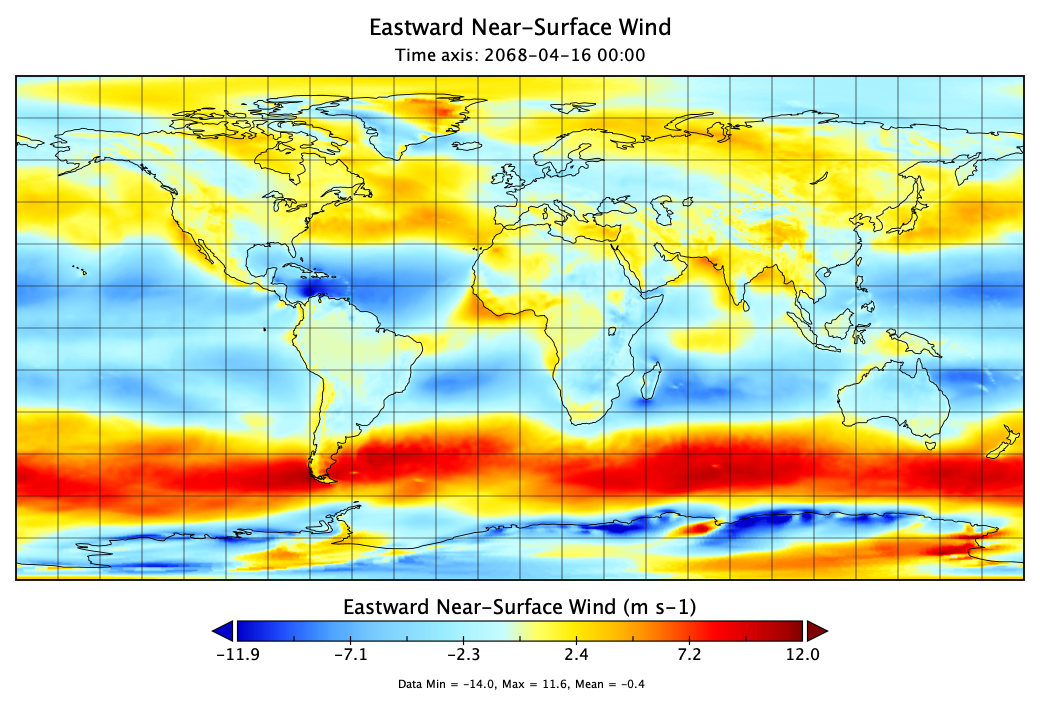 Eastward Near-Surface Wind
Time axis: 2068-04-16 00:00
Eastward Near-Surface Wind (m s-1)
-11.9 -7.1 -2.3 2.4 7.2 12.0
Data Min = -14.0, Max = 11.6, Mean = -0.4